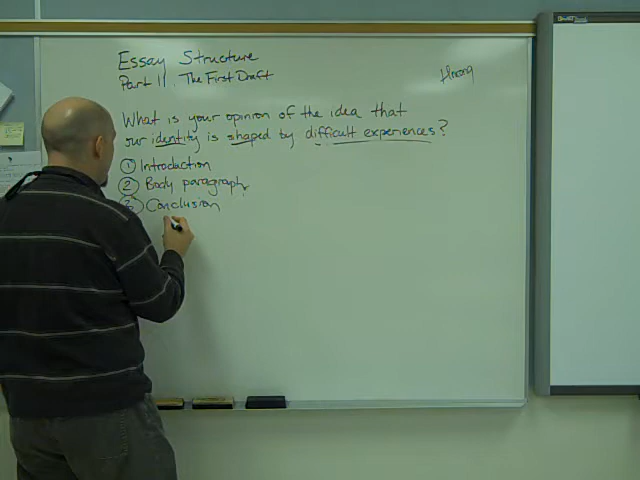 Essay Structure
Part II. The First Draft
What is your opinion of the idea that
our identity is shaped by difficult experiences?
① Introduction
② Body paragraph
③ Conclusion